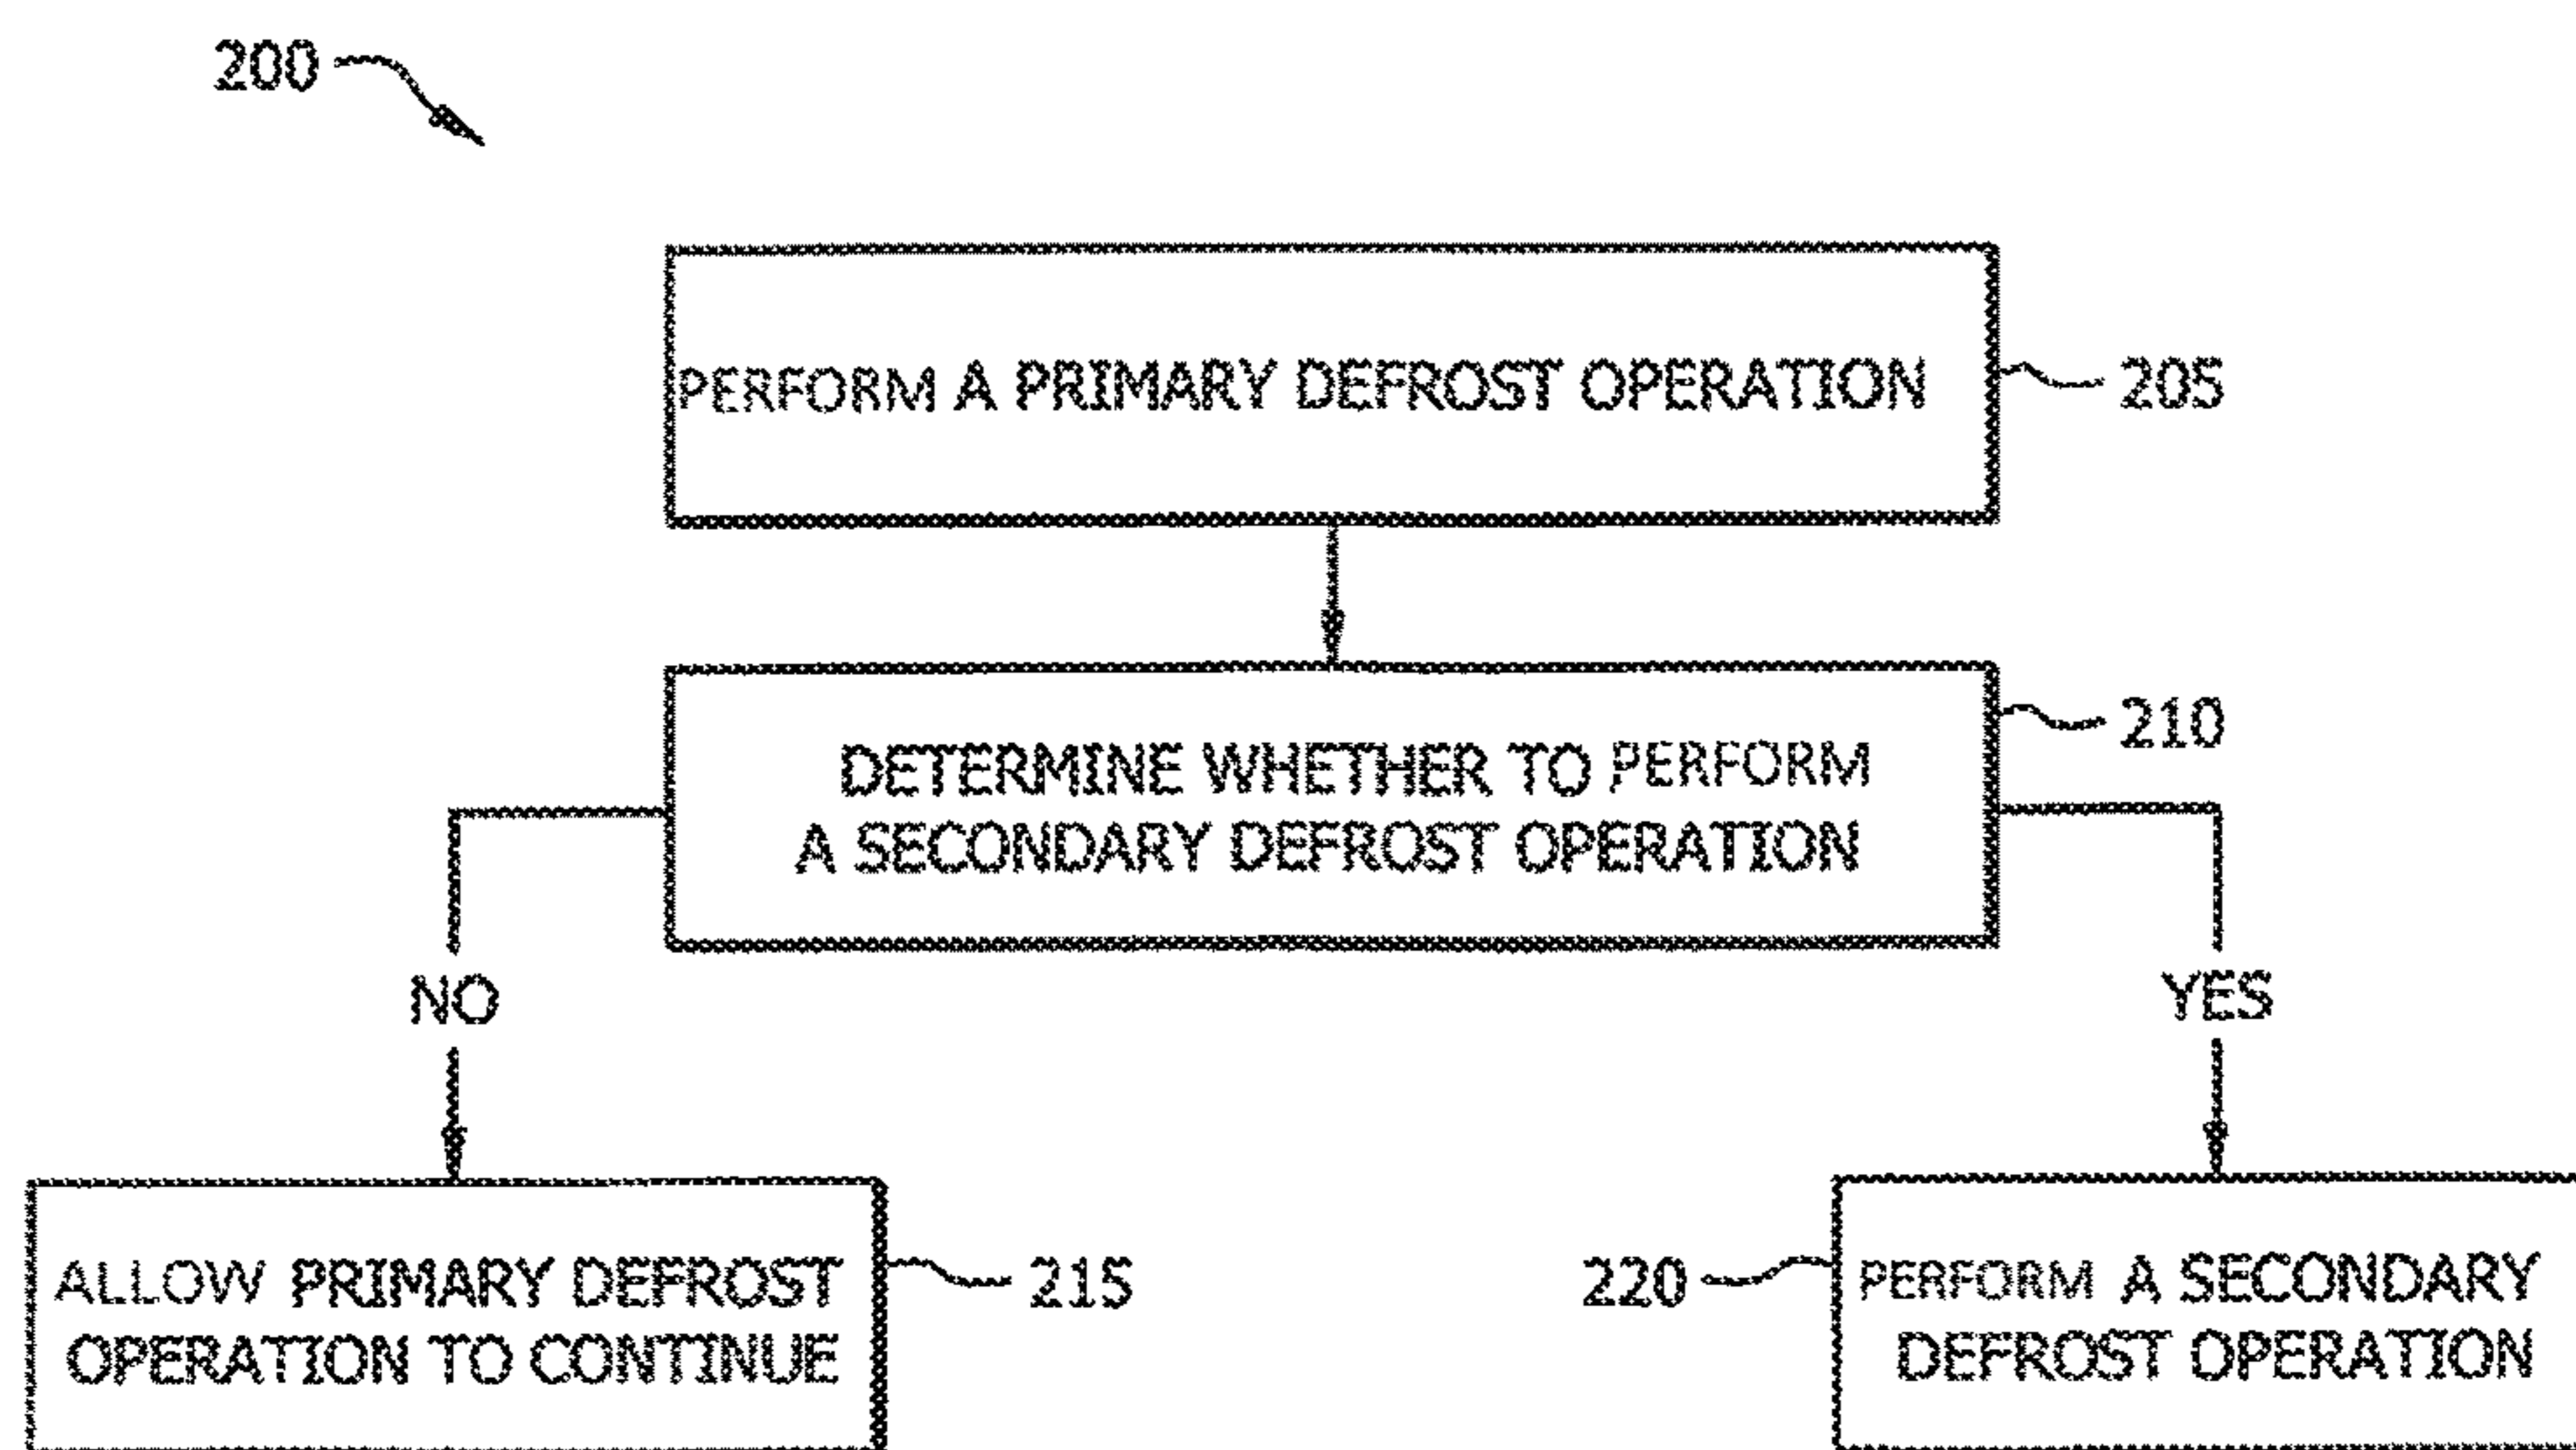 200
PERFORM A PRIMARY DEFROST OPERATION
205
DETERMINE WHETHER TO PERFORM
A SECONDARY DEFROST OPERATION
210
NO
YES
ALLOW PRIMARY DEFROST
OPERATION TO CONTINUE
215
220
PERFORM A SECONDARY
DEFROST OPERATION